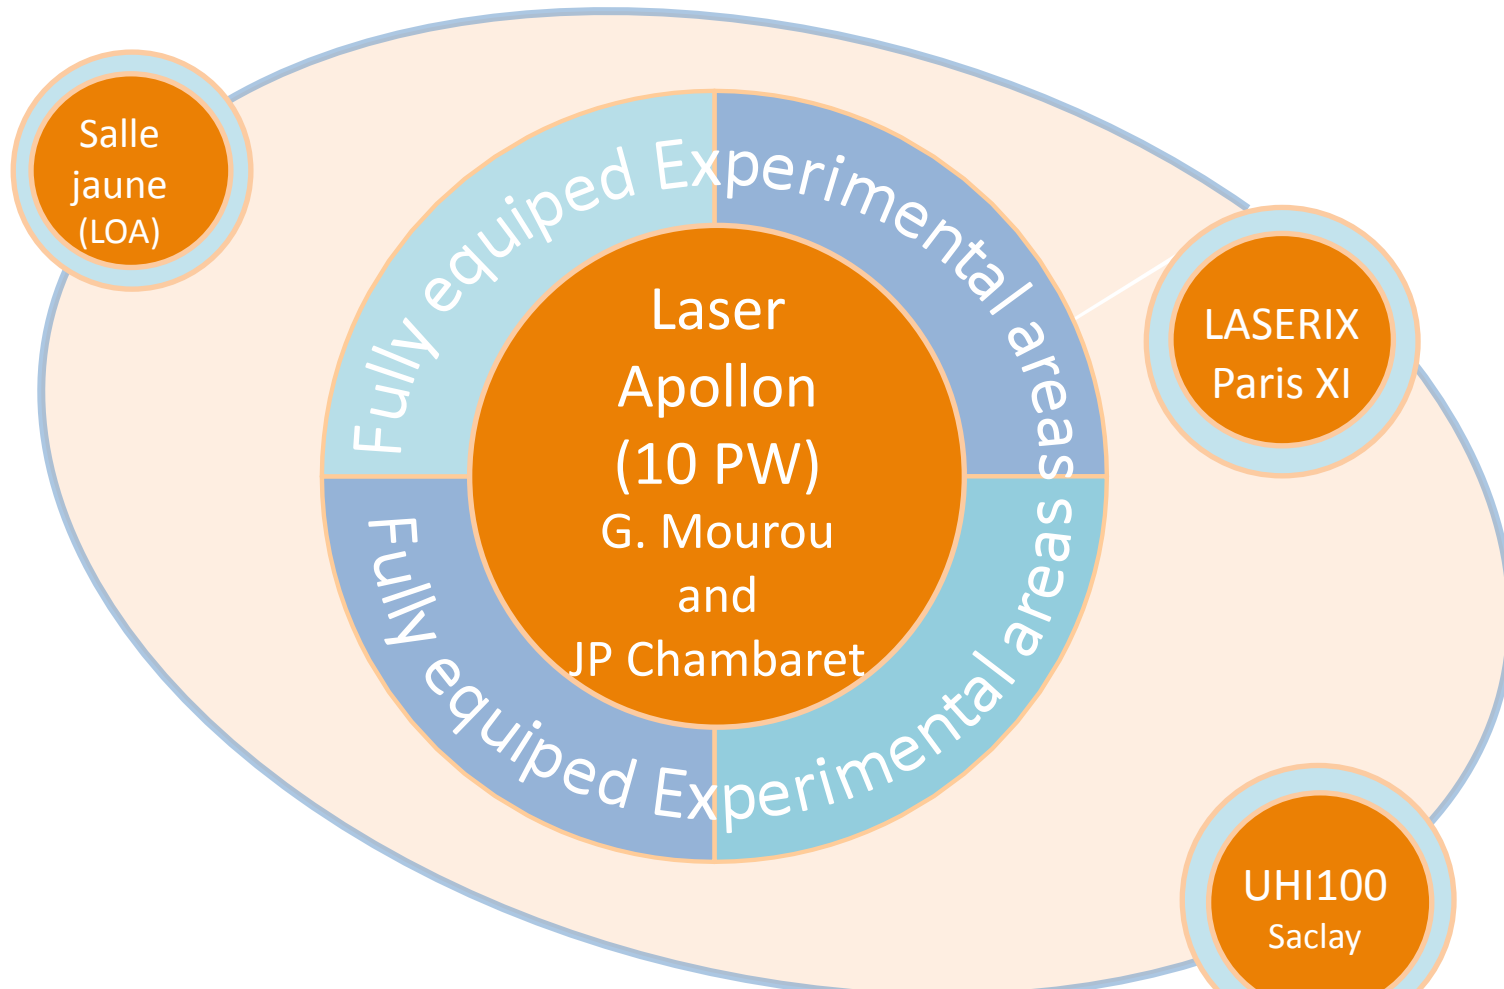 Salle
jaune
(LOA)
Fully equiped Experimental areas
Laser
Apollon
(10 PW)
G. Mourou
and
JP Chambaret
Fully equiped Experimental areas
LASERIX
Paris XI
UHI100
Saclay